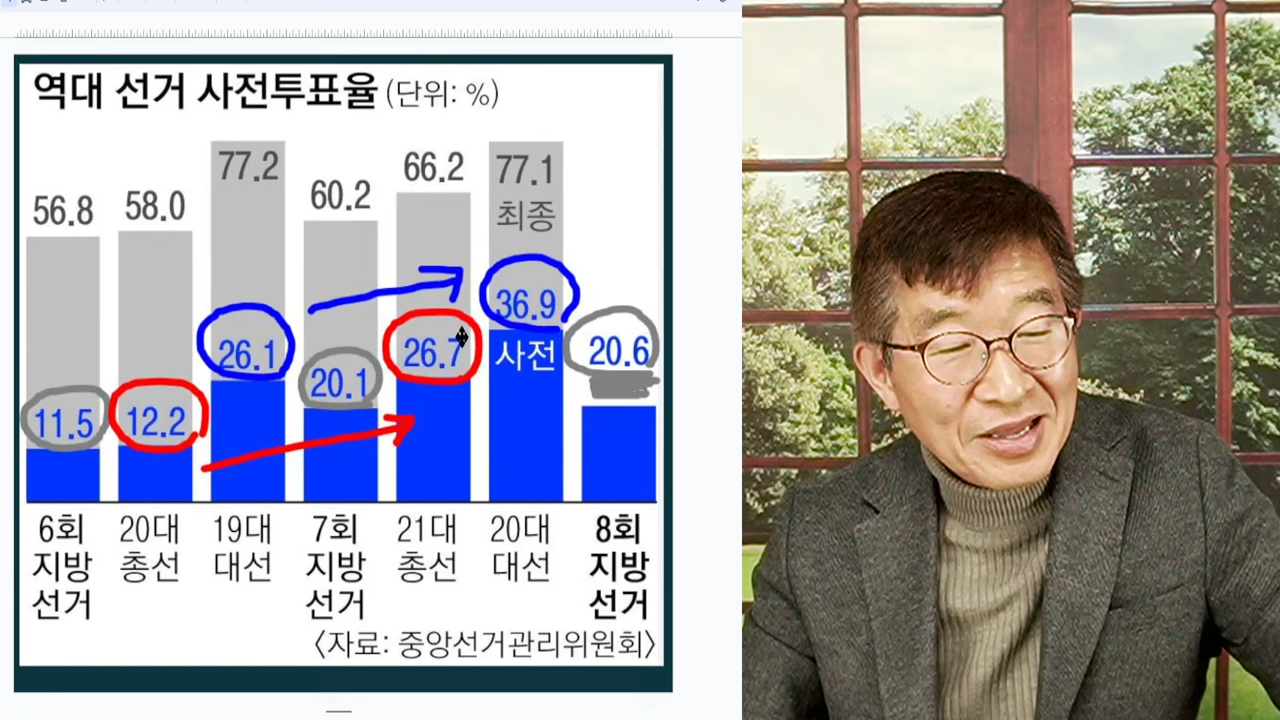 역대 선거 사전투표율 (단위: %)
56.8 58.0 77.2 60.2 66.2 77.1
최종
11.5 12.2 26.1 20.1 26.7 36.9 20.6
사전
6회 지방 선거
20대 총선
19대 대선
7회 지방 선거
21대 총선
20대 대선
8회 지방 선거
〈자료: 중앙선거관리위원회〉